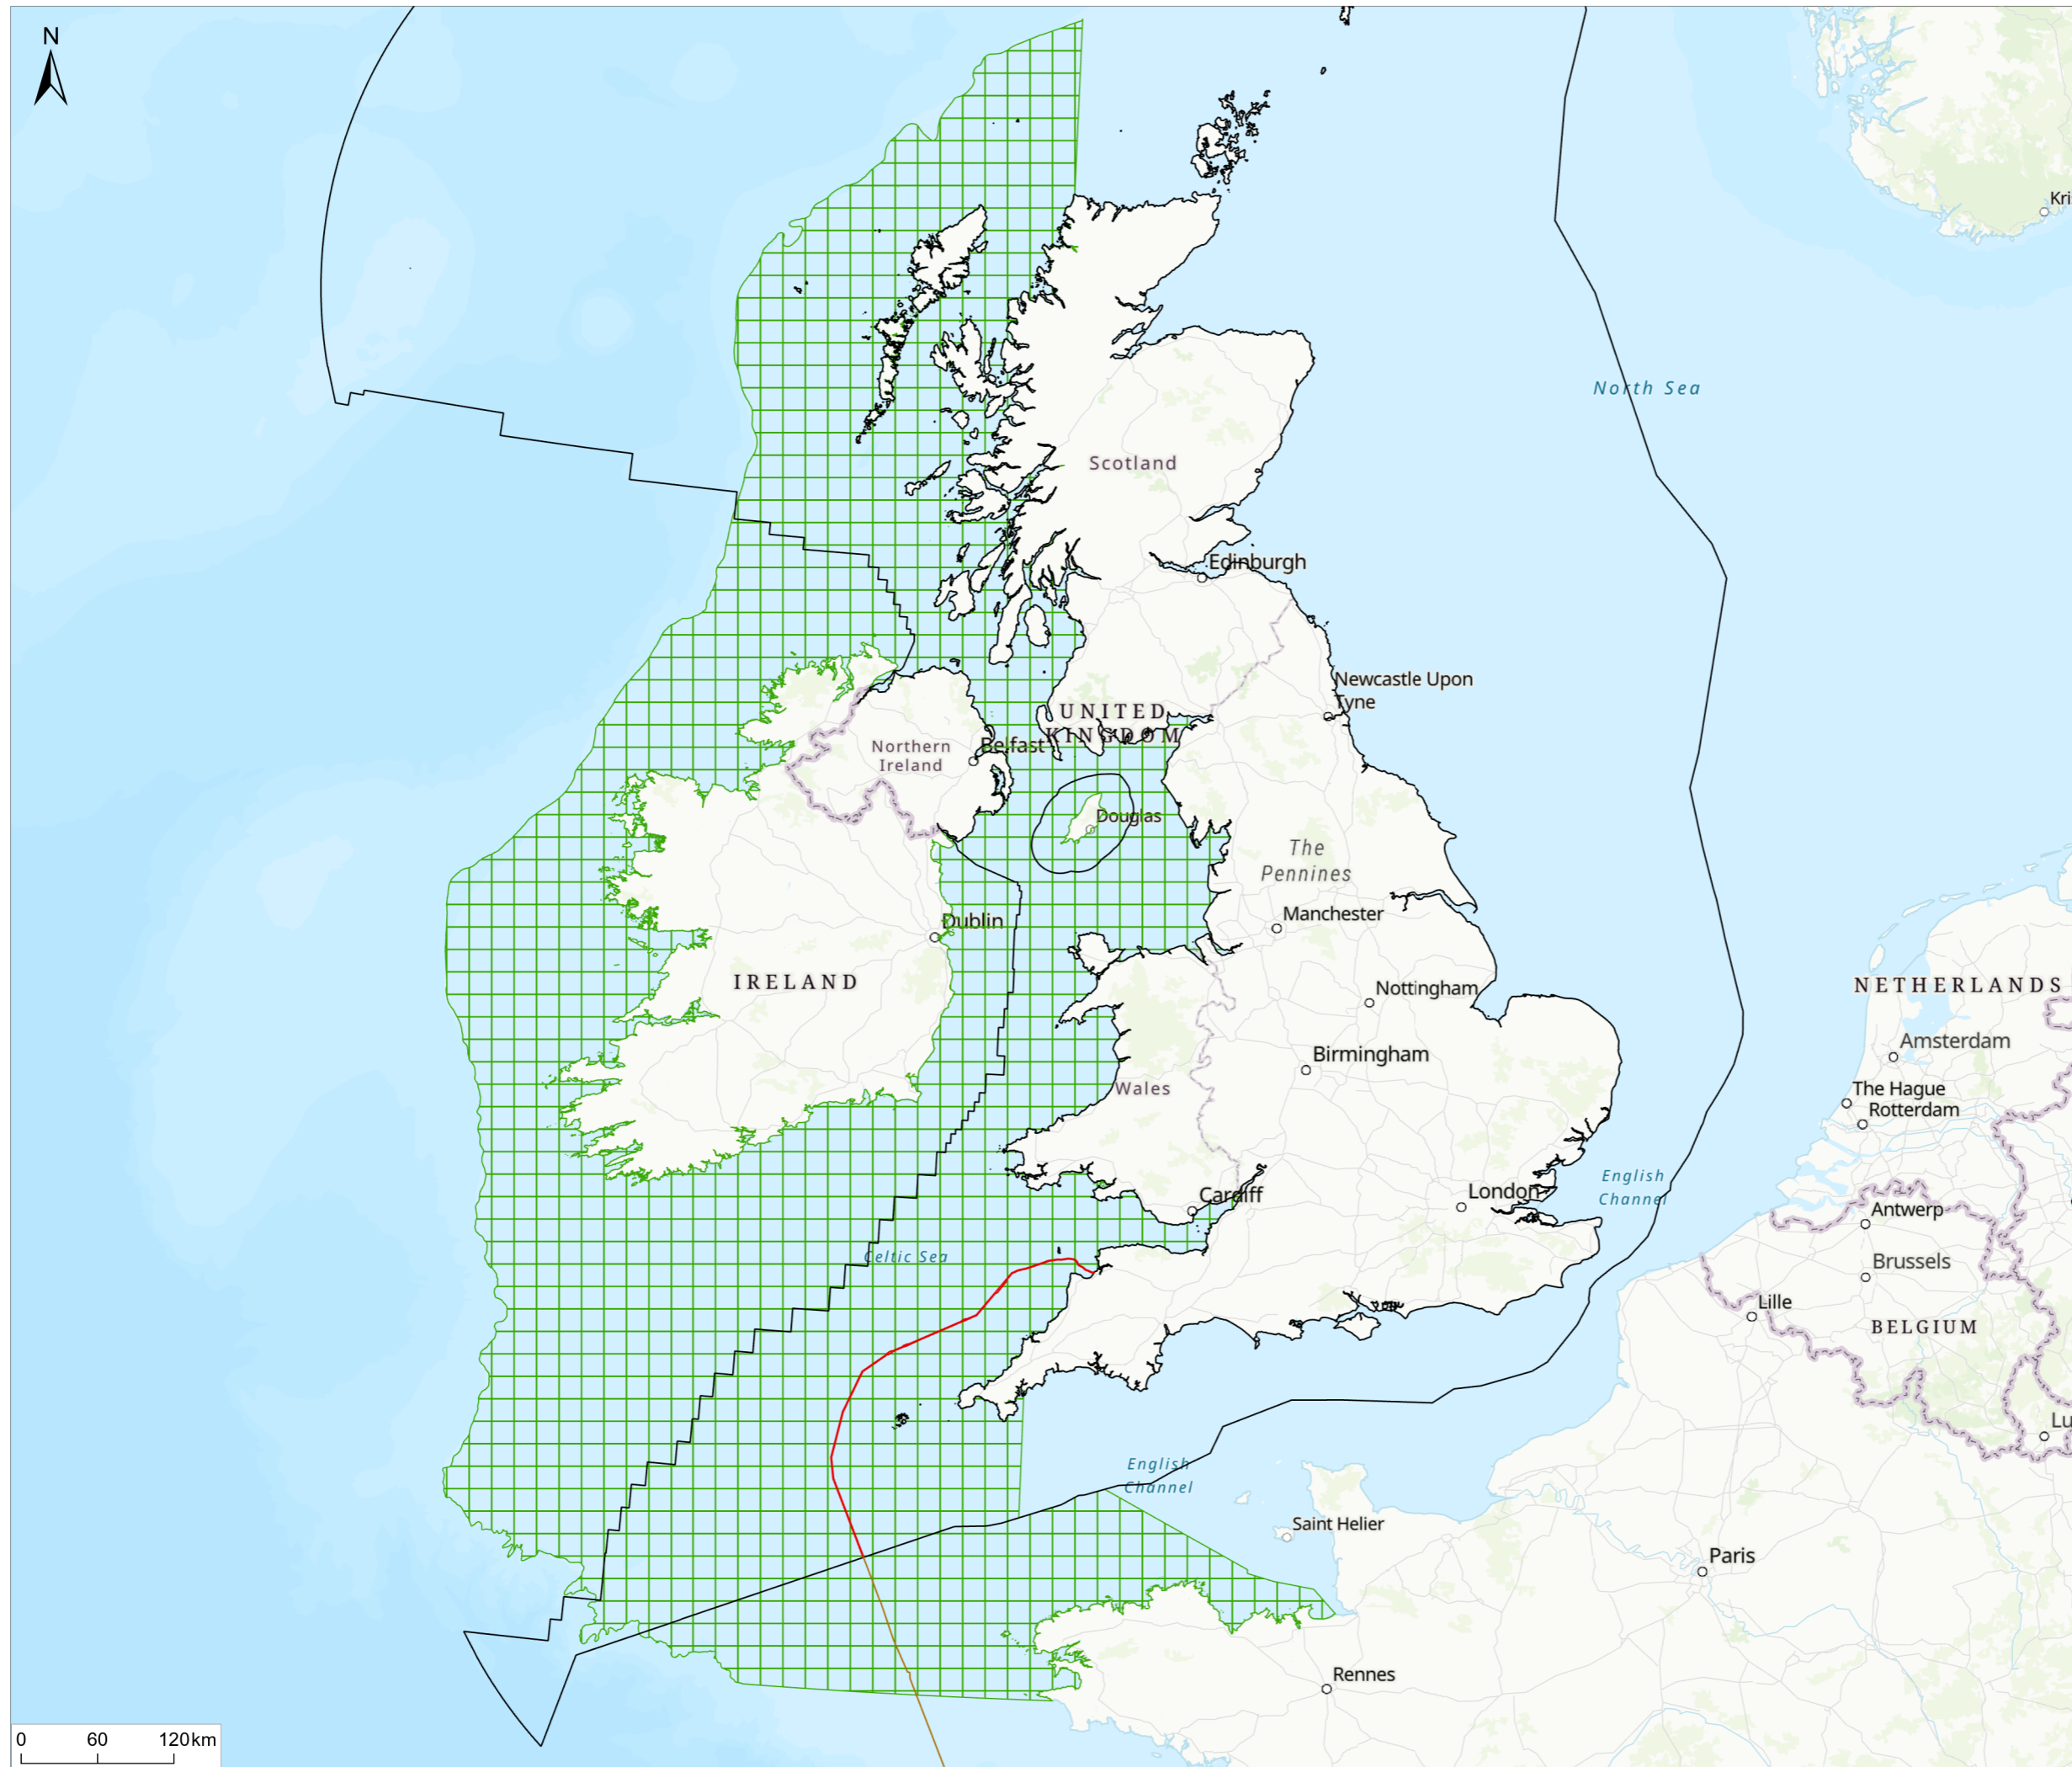 N
Kri
North Sea
Scotland
Edinburgh
Newcastle Upon
Tyne
UNITED
KINGDOM
Northern
Ireland
Belfast
Douglas
The
Pennines
Manchester
Dublin
IRELAND
Nottingham
NETHERLANDS
Amsterdam
Birmingham
Wales
The Hague
Rotterdam
English
Channel
London
Cardiff
Antwerp
Celtic Sea
Brussels
Lille
BELGIUM
Lu
English
Channel
Saint Helier
Paris
Rennes
0 60 120km